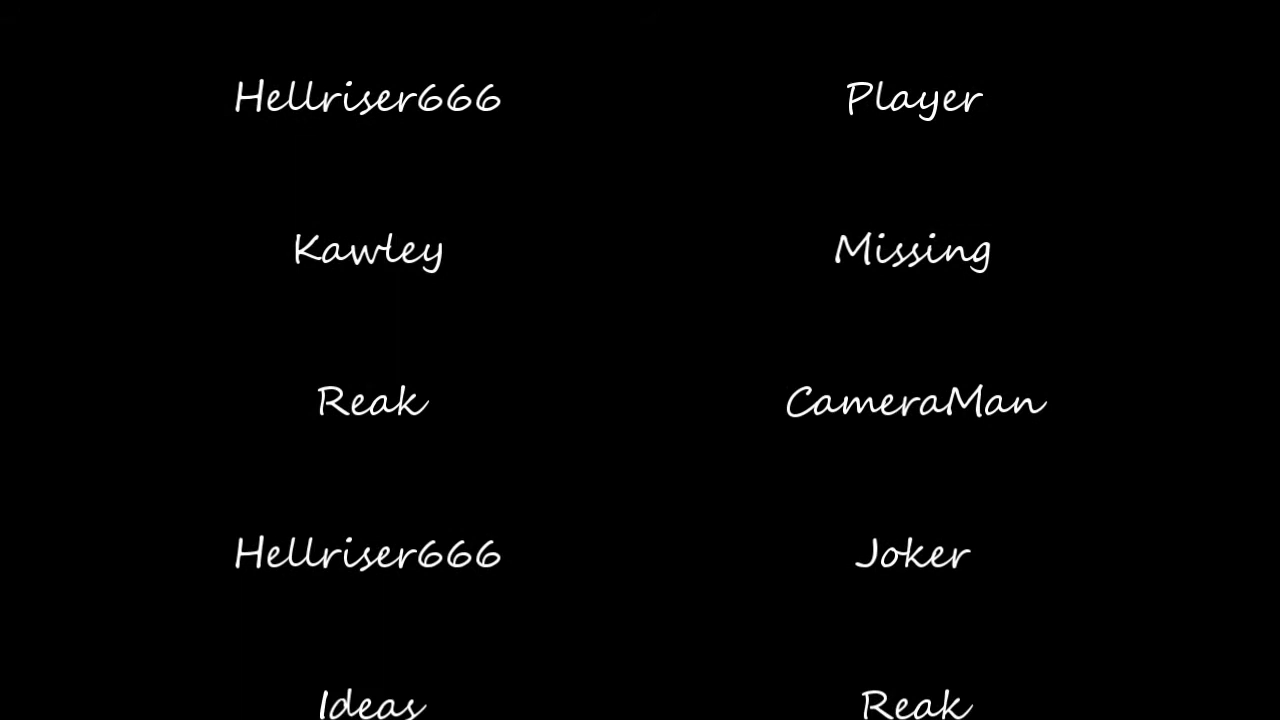 Hellriser666 Player
Kawley Missing
Reak CameraMan
Hellriser666 Joker
Ideas Reak